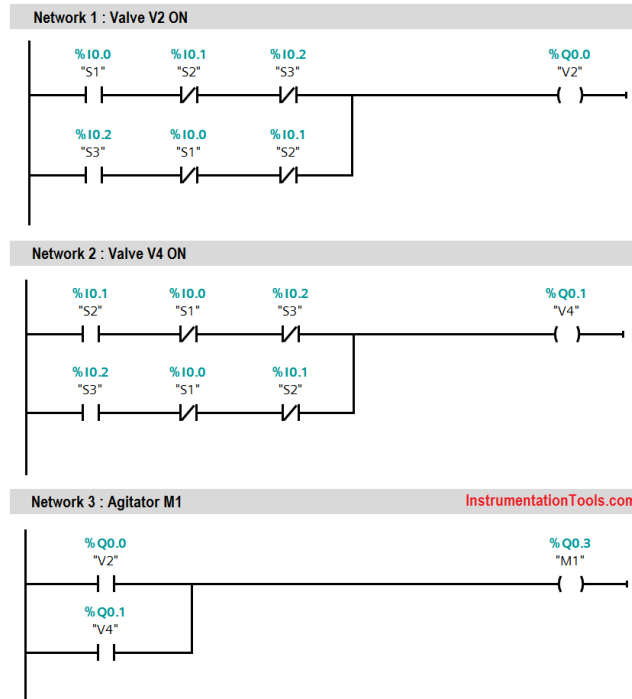 Network 1 : Valve V2 ON
%I0.0 %I0.1 %I0.2 %Q0.0
"S1" "S2" "S3" "V2"
%I0.2 %I0.0 %I0.1
"S3" "S1" "S2"
Network 2 : Valve V4 ON
%I0.1 %I0.0 %I0.2 %Q0.1
"S2" "S1" "S3" "V4"
%I0.2 %I0.0 %I0.1
"S3" "S1" "S2"
Network 3 : Agitator M1 InstrumentationTools.com
%Q0.0 %Q0.3
"V2" "M1"
%Q0.1
"V4"